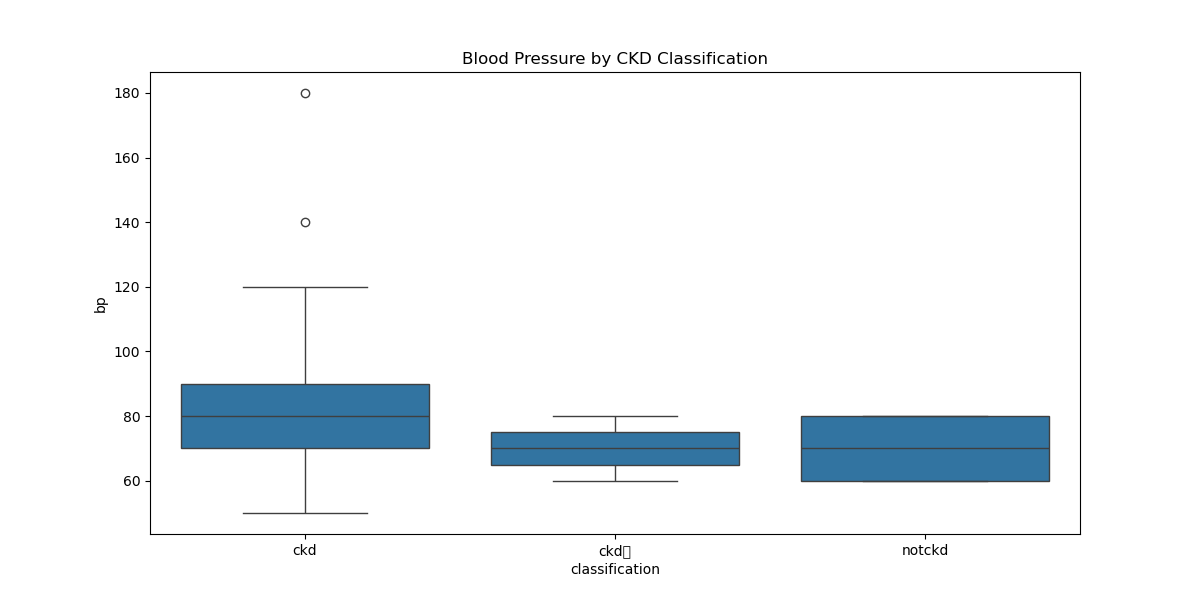 Blood Pressure by CKD Classification
180
160
140
120
100
80
60
bp
ckd
ckd▯
notckd
classification